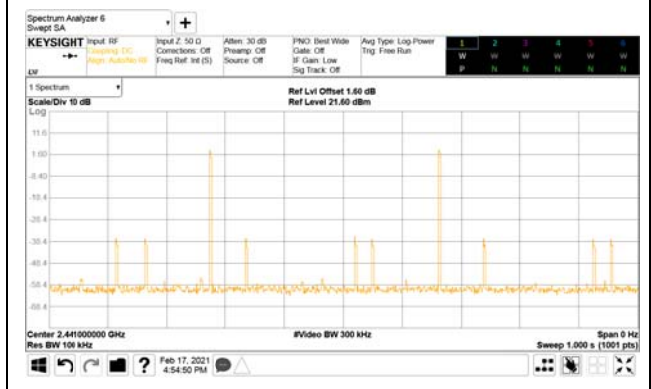 Spectrum Analyzer 6
Swept SA
+
KEYSIGHT Input: RF Input Z: 50 Ω Atten: 30 dB PNO: Best Wide Avg Type: Log-Power 1 2 3 4 5 6
Coupling: DC Corrections: Off Preamp: Off Gate: Off Trig: Free Run W W W W W W
Align: Auto/No RF Freq Ref: Int (S) Source: Off IF Gain: Low P N N N N N
Sig Track: Off
1 Spectrum
Ref Lvl Offset 1.60 dB
Scale/Div 10 dB Ref Level 21.60 dBm
Log
11.6
1.60
-8.40
-18.4
-28.4
-38.4
-48.4
-58.4
-68.4
Center 2.441000000 GHz #Video BW 300 kHz Span 0 Hz
Res BW 100 kHz Sweep 1.000 s (1001 pts)
? Feb 17, 2021
4:54:50 PM